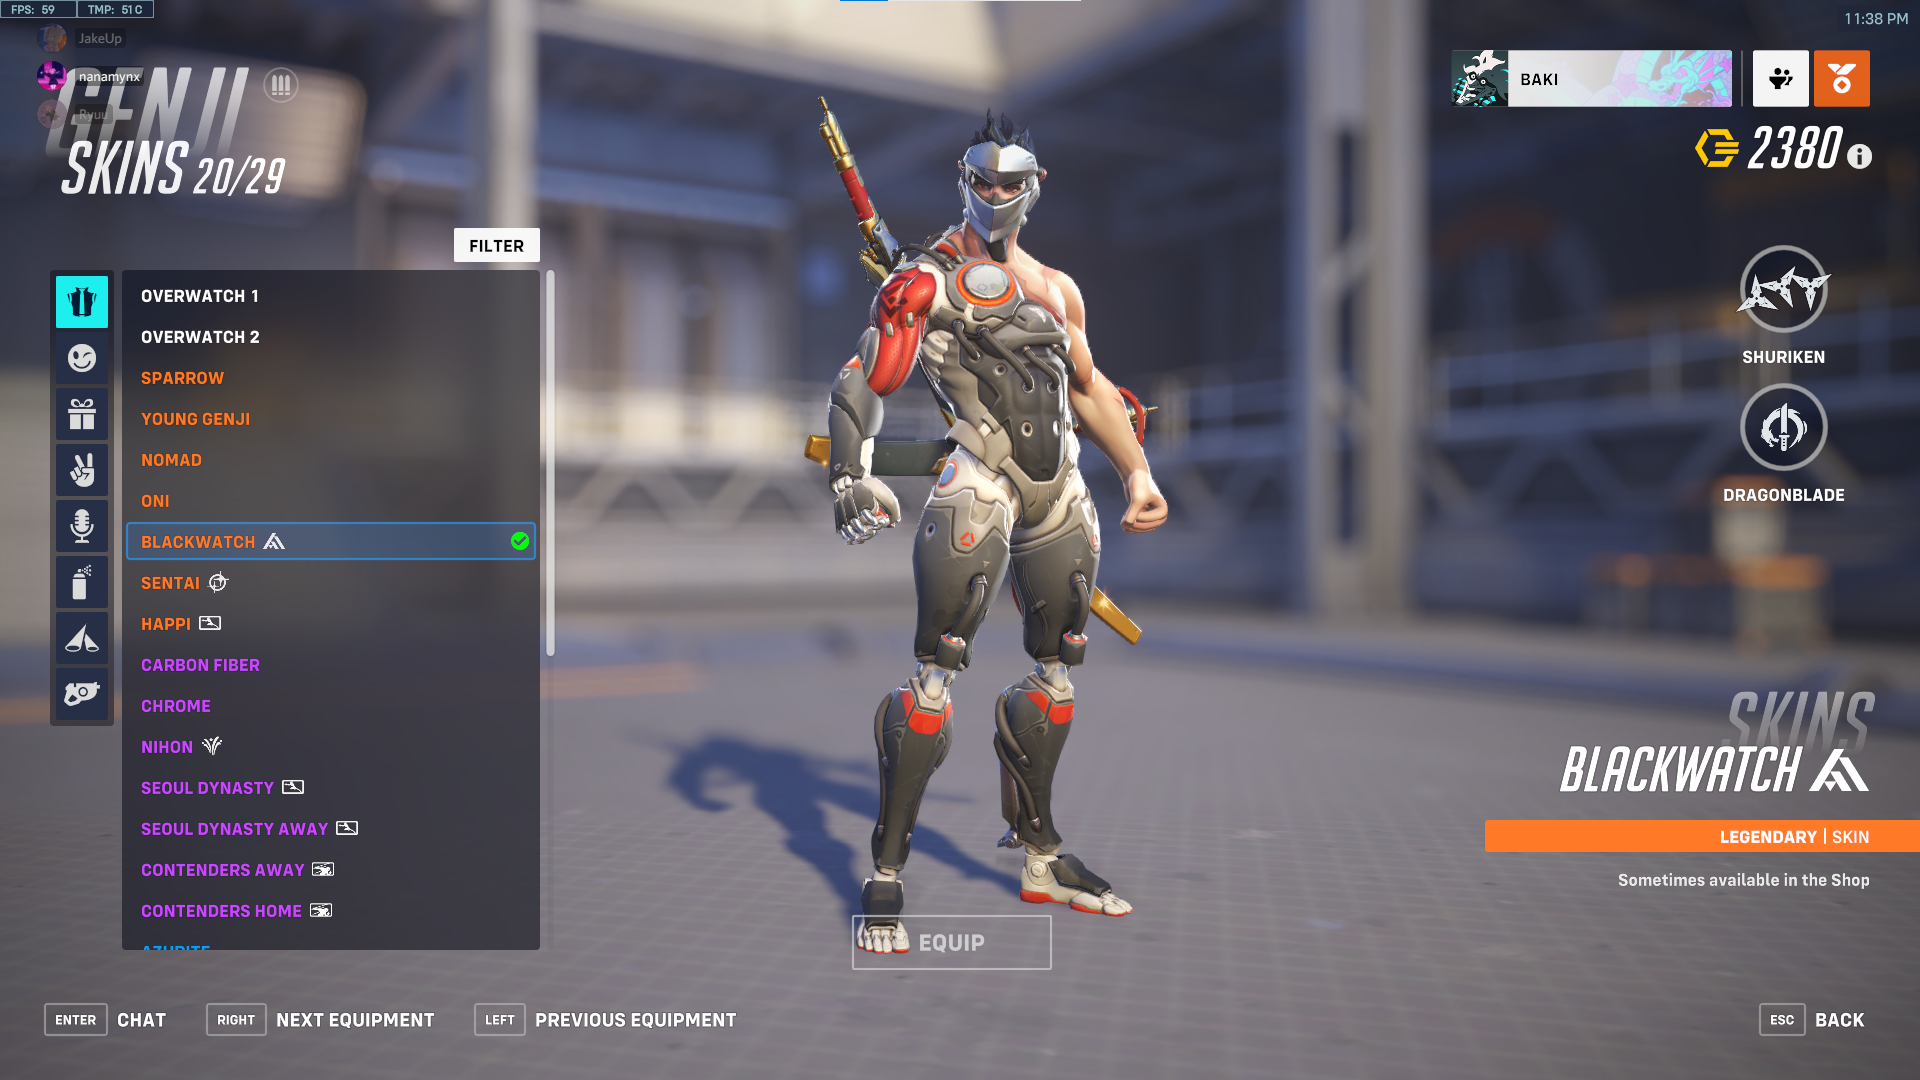 FPS: 59
TMP: 51 C
11:38 PM
JakeUp
nanamynx
Ryuu
GENJI
SKINS 20/29
BAKI
2380
FILTER
OVERWATCH 1
OVERWATCH 2
SPARROW
YOUNG GENJI
NOMAD
ONI
BLACKWATCH
SENTAI
HAPPI
CARBON FIBER
CHROME
NIHON
SEOUL DYNASTY
SEOUL DYNASTY AWAY
CONTENDERS AWAY
CONTENDERS HOME
AZURITE
SHURIKEN
DRAGONBLADE
SKINS
BLACKWATCH
LEGENDARY | SKIN
Sometimes available in the Shop
EQUIP
ENTER CHAT
RIGHT NEXT EQUIPMENT
LEFT PREVIOUS EQUIPMENT
ESC BACK